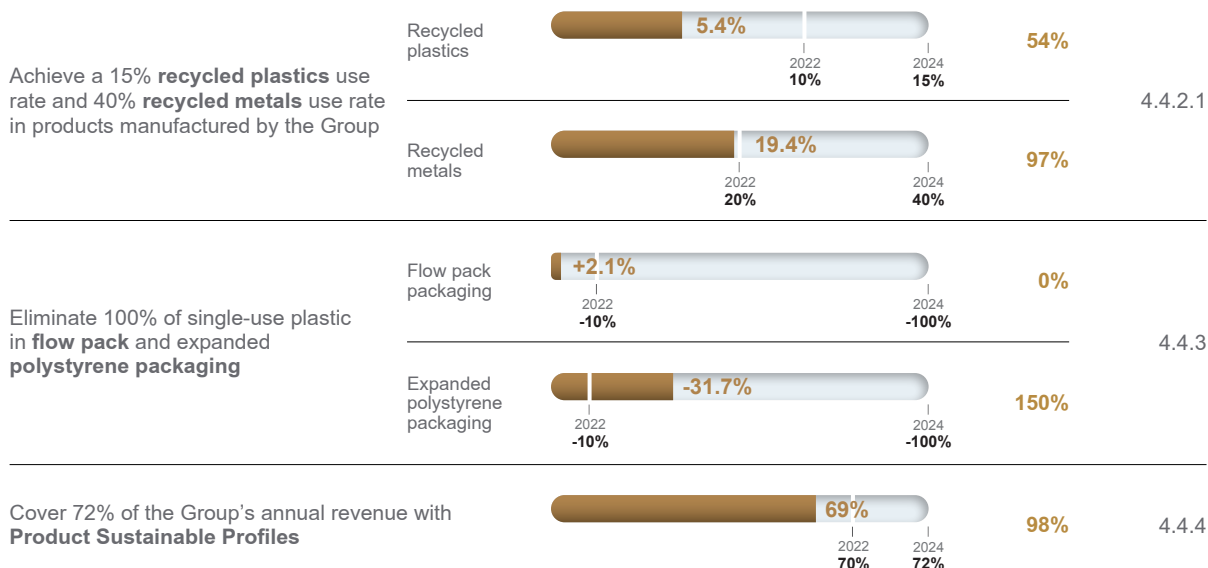 Achieve a 15% recycled plastics use
rate and 40% recycled metals use rate
in products manufactured by the Group
Recycled
plastics
5.4%
2022
10%
2024
15%
54%
4.4.2.1
Recycled
metals
19.4%
2022
20%
2024
40%
97%
Eliminate 100% of single-use plastic
in flow pack and expanded
polystyrene packaging
Flow pack
packaging
+2.1%
2022
-10%
2024
-100%
0%
4.4.3
Expanded
polystyrene
packaging
-31.7%
2022
-10%
2024
-100%
150%
Cover 72% of the Group's annual revenue with
Product Sustainable Profiles
69%
2022
70%
2024
72%
98%
4.4.4